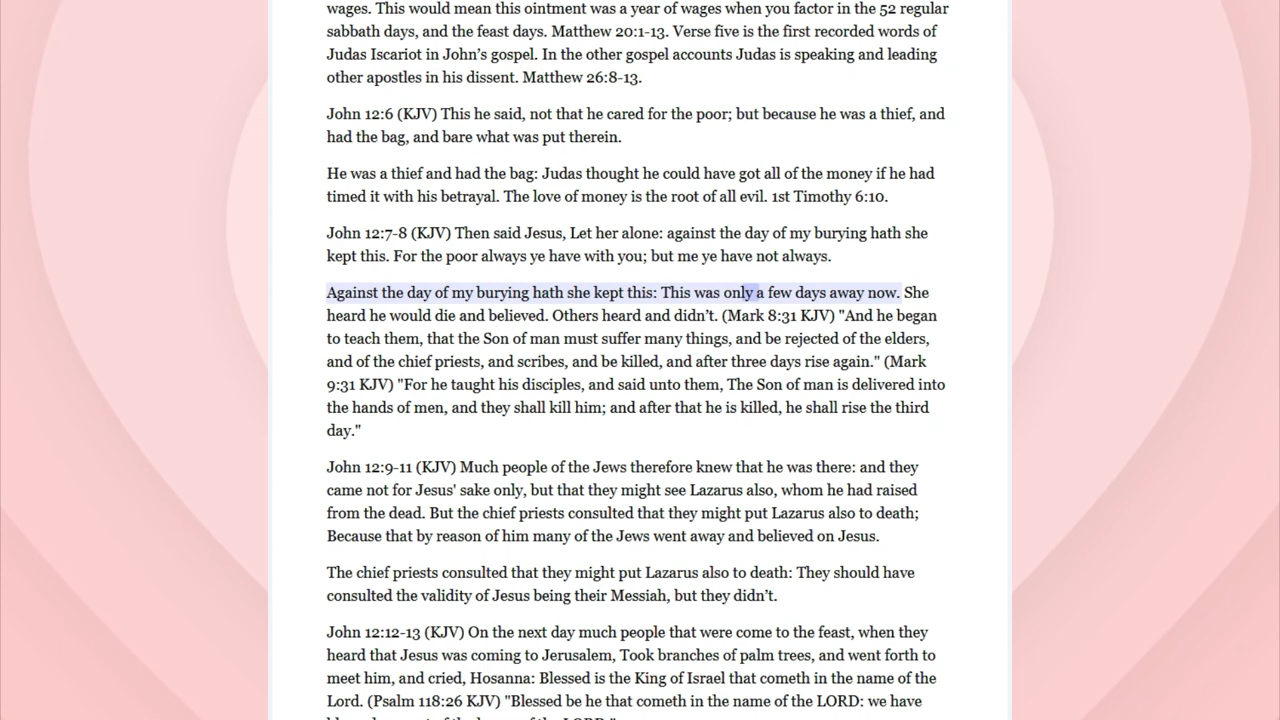 wages. This would mean this ointment was a year of wages when you factor in the 52 regular
sabbath days, and the feast days. Matthew 20:1-13. Verse five is the first recorded words of
Judas Iscariot in John’s gospel. In the other gospel accounts Judas is speaking and leading
other apostles in his dissent. Matthew 26:8-13.
John 12:6 (KJV) This he said, not that he cared for the poor; but because he was a thief, and
had the bag, and bare what was put therein.
He was a thief and had the bag: Judas thought he could have got all of the money if he had
timed it with his betrayal. The love of money is the root of all evil. 1st Timothy 6:10.
John 12:7-8 (KJV) Then said Jesus, Let her alone: against the day of my burying hath she
kept this. For the poor always ye have with you; but me ye have not always.
Against the day of my burying hath she kept this: This was only a few days away now. She
heard he would die and believed. Others heard and didn’t. (Mark 8:31 KJV) "And he began
to teach them, that the Son of man must suffer many things, and be rejected of the elders,
and of the chief priests, and scribes, and be killed, and after three days rise again." (Mark
9:31 KJV) "For he taught his disciples, and said unto them, The Son of man is delivered into
the hands of men, and they shall kill him; and after that he is killed, he shall rise the third
day."
John 12:9-11 (KJV) Much people of the Jews therefore knew that he was there: and they
came not for Jesus' sake only, but that they might see Lazarus also, whom he had raised
from the dead. But the chief priests consulted that they might put Lazarus also to death;
Because that by reason of him many of the Jews went away and believed on Jesus.
The chief priests consulted that they might put Lazarus also to death: They should have
consulted the validity of Jesus being their Messiah, but they didn’t.
John 12:12-13 (KJV) On the next day much people that were come to the feast, when they
heard that Jesus was coming to Jerusalem, Took branches of palm trees, and went forth to
meet him, and cried, Hosanna: Blessed is the King of Israel that cometh in the name of the
Lord. (Psalm 118:26 KJV) "Blessed be he that cometh in the name of the LORD: we have